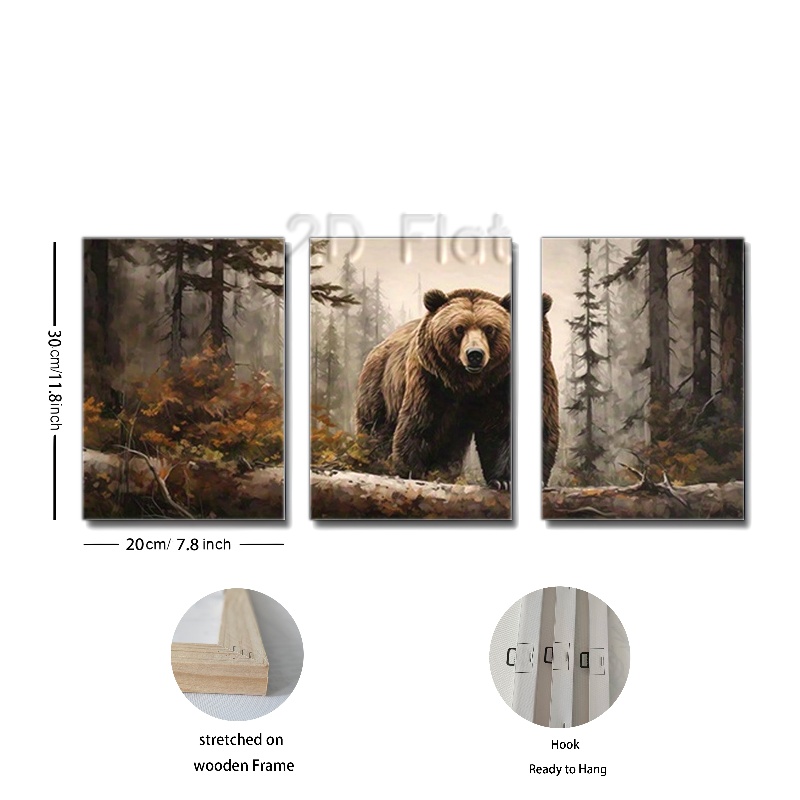 2D Flat
30cm/11.8inch
20cm/ 7.8 inch
stretched on
wooden Frame
Hook
Ready to Hang